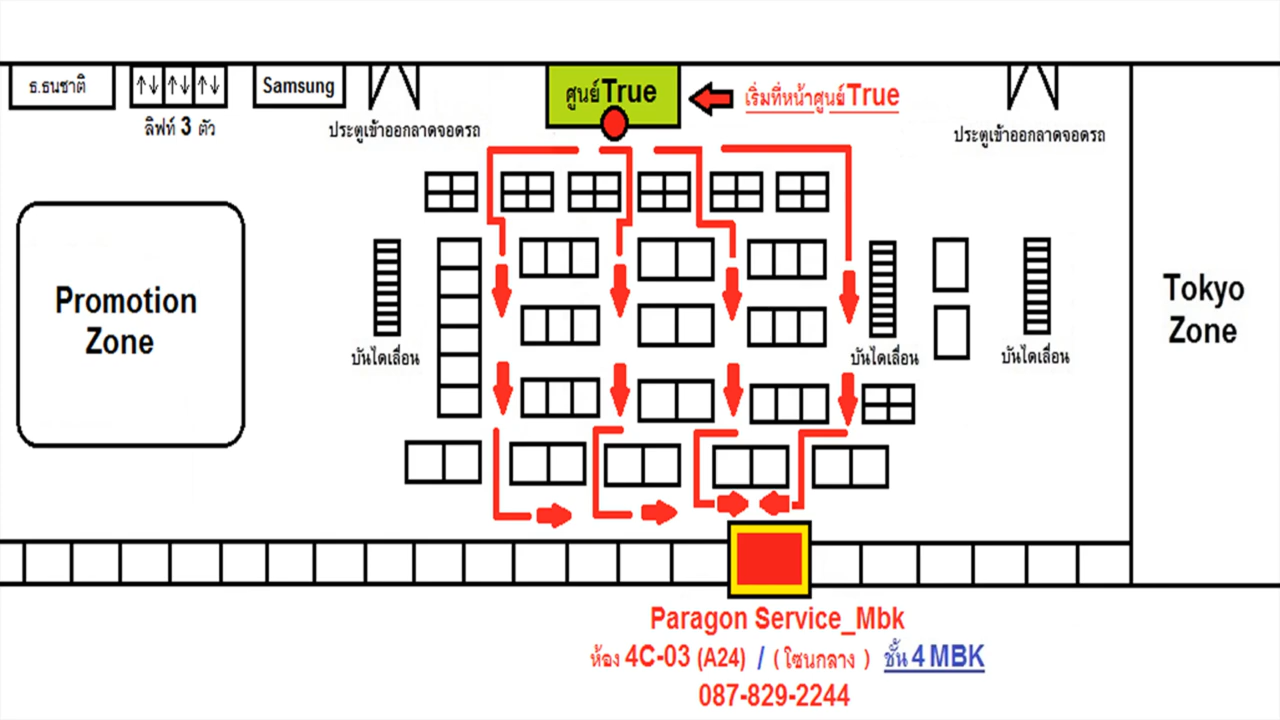 ธ.ธนชาติ
Samsung
ศูนย์True
เริ่มที่หน้าศูนย์True
ลิฟท์ 3 ตัว
ประตูเข้าออกลาดจอดรถ
ประตูเข้าออกลาดจอดรถ
Promotion
Zone
Tokyo
Zone
บันไดเลื่อน
บันไดเลื่อน
บันไดเลื่อน
Paragon Service_Mbk
ห้อง 4C-03 (A24) / ( โซนกลาง ) ชั้น 4 MBK
087-829-2244